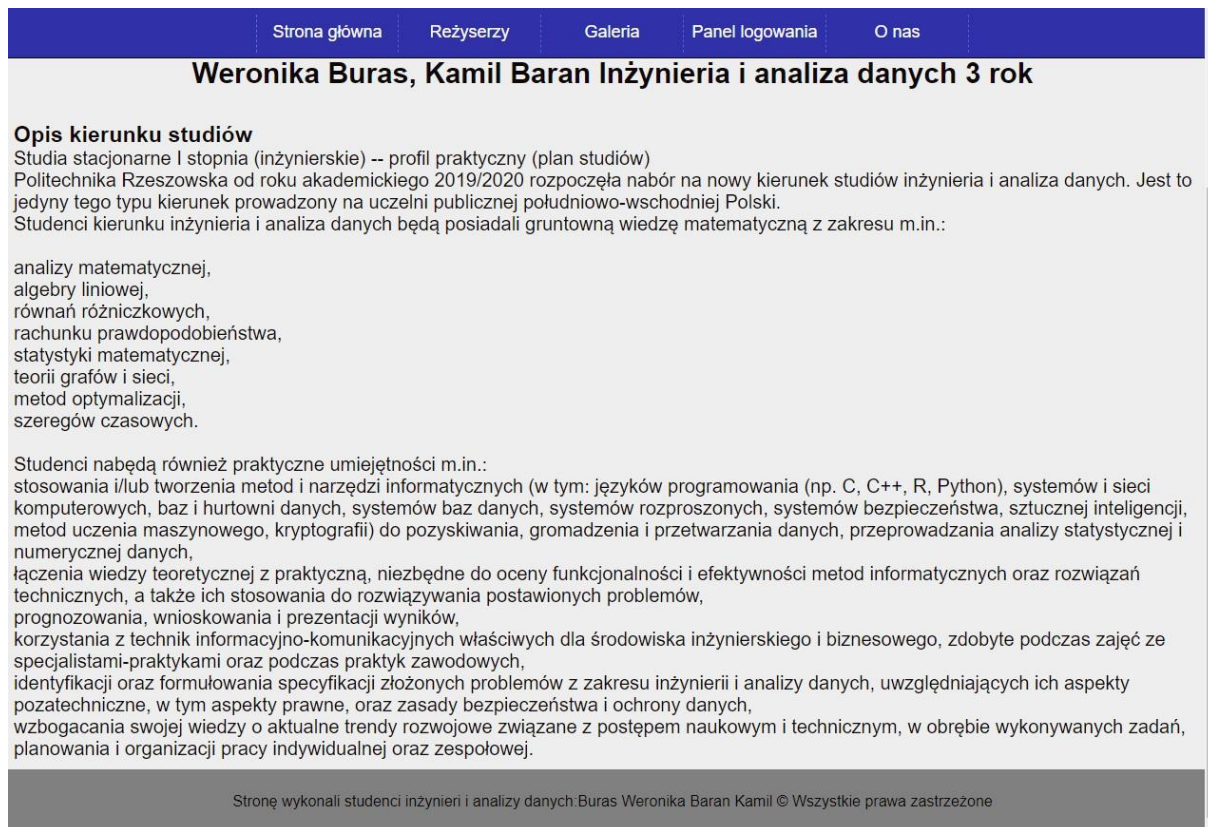 Strona główna Reżyserzy Galeria Panel logowania O nas
Weronika Buras, Kamil Baran Inżynieria i analiza danych 3 rok
Opis kierunku studiów
Studia stacjonarne I stopnia (inżynierskie) -- profil praktyczny (plan studiów)
Politechnika Rzeszowska od roku akademickiego 2019/2020 rozpoczęła nabór na nowy kierunek studiów inżynieria i analiza danych. Jest to
jedyny tego typu kierunek prowadzony na uczelni publicznej południowo-wschodniej Polski.
Studenci kierunku inżynieria i analiza danych będą posiadali gruntowną wiedzę matematyczną z zakresu m.in.:
analizy matematycznej,
algebry liniowej,
równań różniczkowych,
rachunku prawdopodobieństwa,
statystyki matematycznej,
teorii grafów i sieci,
metod optymalizacji,
szeregów czasowych.
Studenci nabędą również praktyczne umiejętności m.in.:
stosowania i/lub tworzenia metod i narzędzi informatycznych (w tym: języków programowania (np. C, C++, R, Python), systemów i sieci
komputerowych, baz i hurtowni danych, systemów baz danych, systemów rozproszonych, systemów bezpieczeństwa, sztucznej inteligencji,
metod uczenia maszynowego, kryptografii) do pozyskiwania, gromadzenia i przetwarzania danych, przeprowadzania analizy statystycznej i
numerycznej danych,
łączenia wiedzy teoretycznej z praktyczną, niezbędne do oceny funkcjonalności i efektywności metod informatycznych oraz rozwiązań
technicznych, a także ich stosowania do rozwiązywania postawionych problemów,
prognozowania, wnioskowania i prezentacji wyników,
korzystania z technik informacyjno-komunikacyjnych właściwych dla środowiska inżynierskiego i biznesowego, zdobyte podczas zajęć ze
specjalistami-praktykami oraz podczas praktyk zawodowych,
identyfikacji oraz formułowania specyfikacji złożonych problemów z zakresu inżynierii i analizy danych, uwzględniających ich aspekty
pozatechniczne, w tym aspekty prawne, oraz zasady bezpieczeństwa i ochrony danych,
wzbogacania swojej wiedzy o aktualne trendy rozwojowe związane z postępem naukowym i technicznym, w obrębie wykonywanych zadań,
planowania i organizacji pracy indywidualnej oraz zespołowej.
Stronę wykonali studenci inżynieri i analizy danych:Buras Weronika Baran Kamil © Wszystkie prawa zastrzeżone